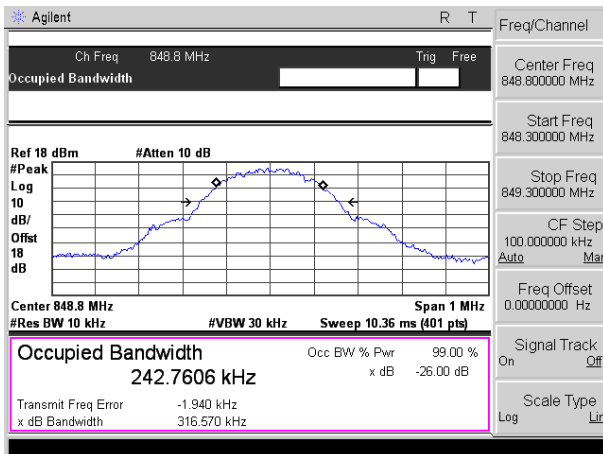 Agilent R T
Freq/Channel
Ch Freq 848.8 MHz Trig Free
Occupied Bandwidth
Center Freq
848.800000 MHz
Start Freq
848.300000 MHz
Stop Freq
849.300000 MHz
CF Step
100.000000 kHz
Auto Man
Freq Offset
0.00000000 Hz
Signal Track
On Off
Scale Type
Log Lin
Ref 18 dBm #Atten 10 dB
#Peak
Log
10
dB/
Offst
18
dB
Center 848.8 MHz Span 1 MHz
#Res BW 10 kHz #VBW 30 kHz Sweep 10.36 ms (401 pts)
Occupied Bandwidth Occ BW % Pwr 99.00 %
242.7606 kHz x dB -26.00 dB
Transmit Freq Error -1.940 kHz
x dB Bandwidth 316.570 kHz